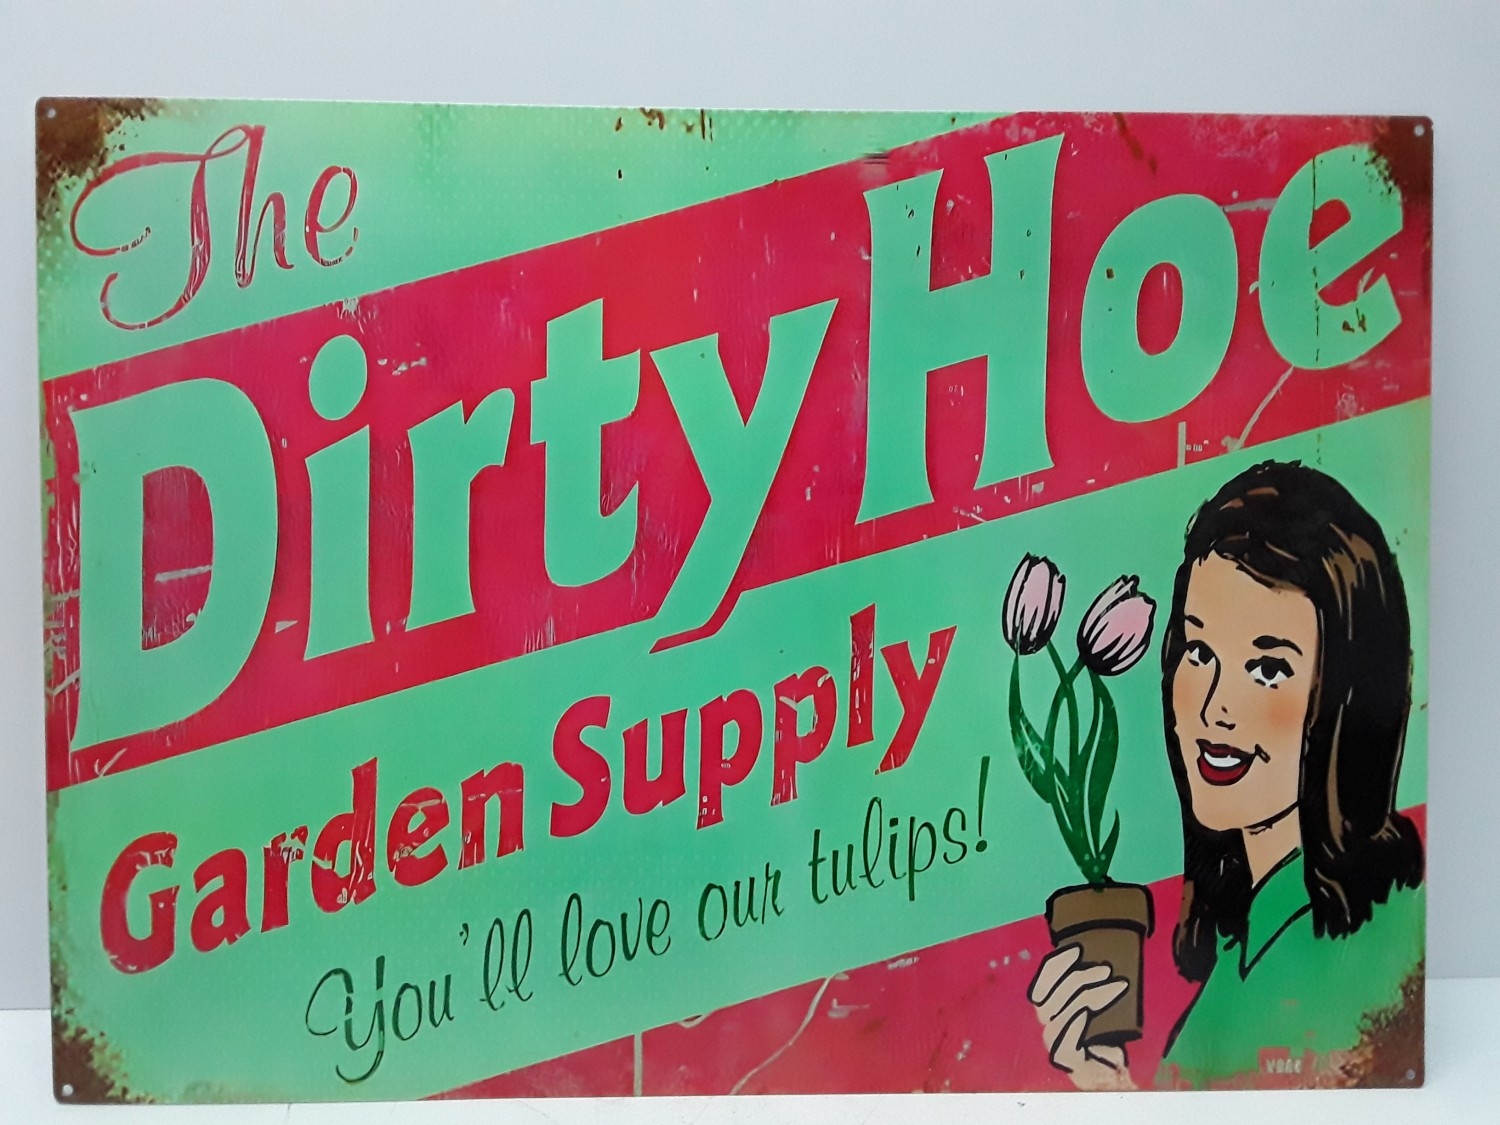 The
Dirty Hoe
Garden Supply
You'll love our tulips!